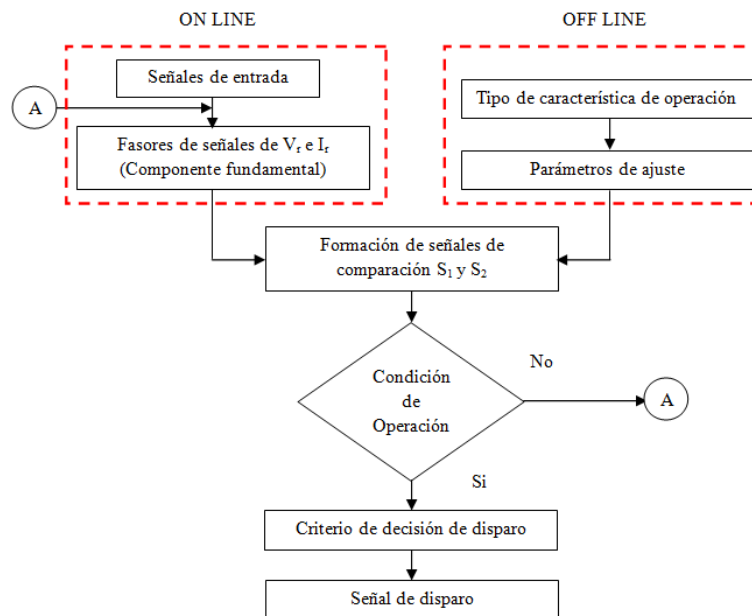 ON LINE
OFF LINE
Señales de entrada
A
Fasores de señales de Vr e Ir
(Componente fundamental)
Tipo de característica de operación
Parámetros de ajuste
Formación de señales de
comparación S1 y S2
Condición
de
Operación
No
A
Si
Criterio de decisión de disparo
Señal de disparo